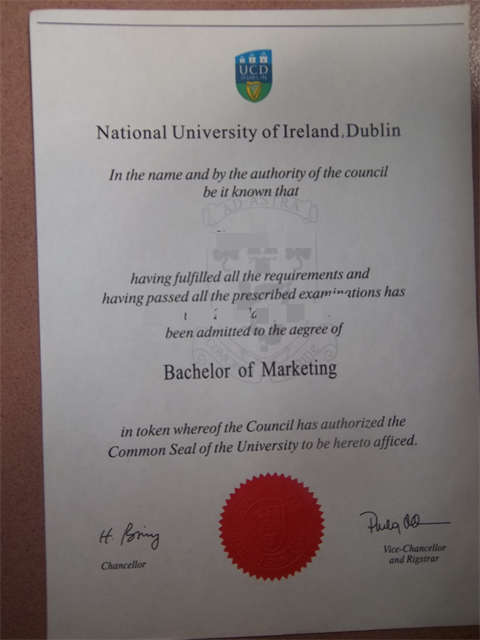 UCD
DUBLIN
National University of Ireland,Dublin
In the name and by the authority of the council
be it known that
AD ASTRA
having fulfilled all the requirements and
having passed all the prescribed examinations has
been admitted to the aegree of
Bachelor of Marketing
in token whereof the Council has authorized the
Common Seal of the University to be hereto afficed.
H.
Chancellor
Vice-Chancellor
and Rigstrar